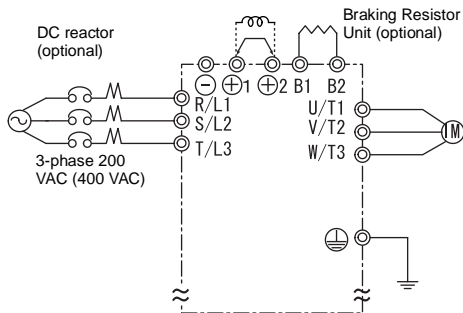 DC reactor
(optional)
Braking Resistor
Unit (optional)
⊖ ⊕1 ⊕2 B1 B2
R/L1
S/L2
T/L3
3-phase 200
VAC (400 VAC)
U/T1
V/T2
W/T3
IM